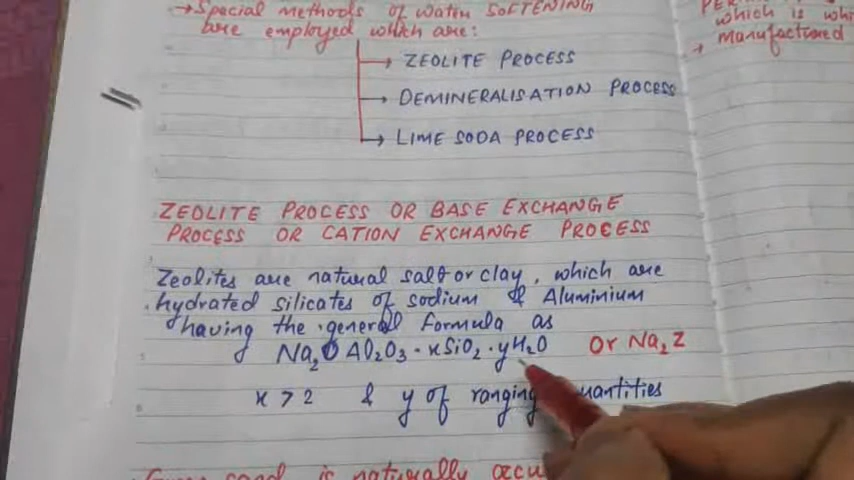 → Special methods of water SOFTENING
are employed which are:
→ ZEOLITE PROCESS
→ DEMINERALISATION PROCESS
→ LIME SODA PROCESS
which is
→ manufactured
ZEOLITE PROCESS OR BASE EXCHANGE
PROCESS OR CATION EXCHANGE PROCESS
Zeolites are natural salt or clay, which are
hydrated silicates of sodium & Aluminium
having the general formula as
Na₂O Al₂O₃ · xSiO₂ · yH₂O Or Na₂Z
x > 2 & y of ranging quantities
sand is naturally